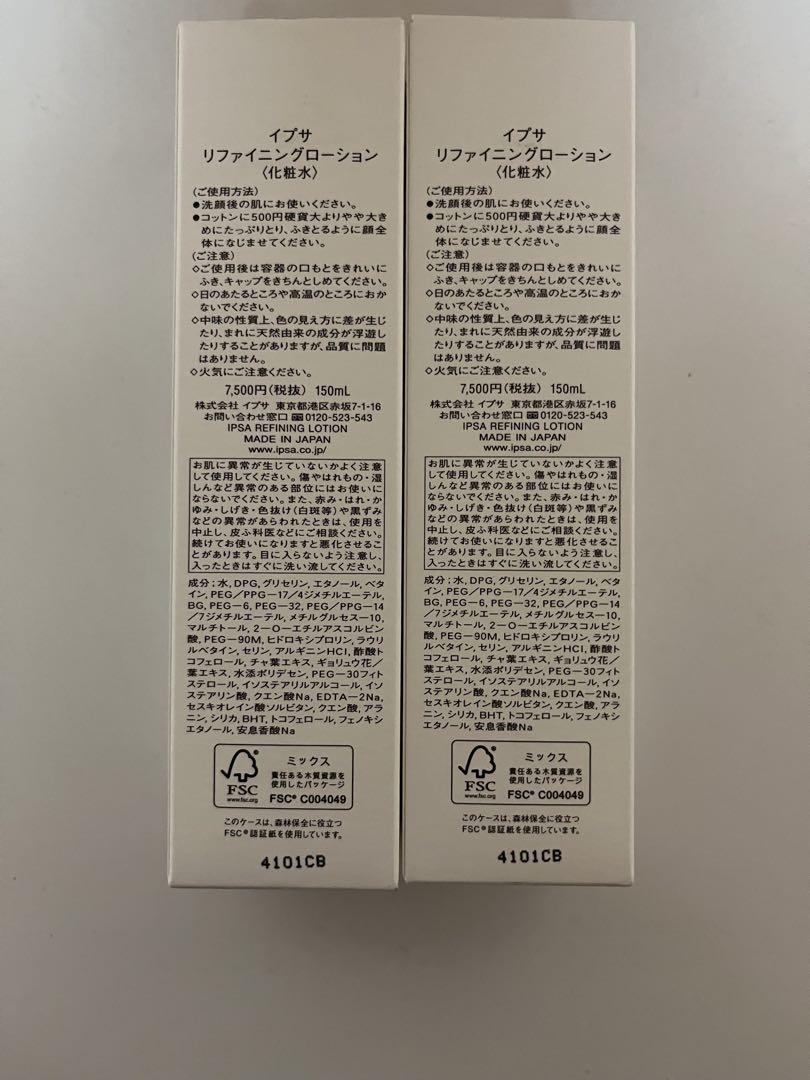 イプサ
リファイニングローション
〈化粧水〉
〈ご使用方法〉
●洗顔後の肌にお使いください。
●コットンに500円硬貨大よりやや大き
めにたっぷりとり、ふきとるように顔全
体になじませてください。
〈ご注意〉
◇ご使用後は容器の口もとをきれいに
ふき、キャップをきちんとしめてください。
◇日のあたるところや高温のところにおか
ないでください。
◇中味の性質上、色の見え方に差が生じ
たり、まれに天然由来の成分が浮遊し
たりすることがありますが、品質に問題
はありません。
◇火気にご注意ください。
7,500円(税抜) 150mL
株式会社 イプサ 東京都港区赤坂7-1-16
お問い合わせ窓口 0120-523-543
IPSA REFINING LOTION
MADE IN JAPAN
www.ipsa.co.jp/
お肌に異常が生じていないかよく注意
して使用してください。傷やはれもの・湿
しんなど異常のある部位にはお使いに
ならないでください。また、赤み・はれ・か
ゆみ・しげき・色抜け(白斑等)や黒ずみ
などの異常があらわれたときは、使用を
中止し、皮ふ科医などにご相談ください。
続けてお使いになりますと悪化させるこ
とがあります。目に入らないよう注意し、
入ったときはすぐに洗い流してください。
成分;水,DPG,グリセリン,エタノール,ベタ
イン,PEG/PPG-17/4ジメチルエーテル,
BG,PEG-6,PEG-32,PEG/PPG-14
/7ジメチルエーテル,メチルグルセス-10,
マルチトール,2-O-エチルアスコルビン
酸,PEG-90M,ヒドロキシプロリン,ラウリ
ルベタイン,セリン,アルギニンHCl,酢酸ト
コフェロール,チャ葉エキス,ギョリュウ花/
葉エキス,水添ポリデセン,PEG-30フィト
ステロール,イソステアリルアルコール,イソ
ステアリン酸,クエン酸Na,EDTA-2Na,
セスキオレイン酸ソルビタン,クエン酸,アラ
ニン,シリカ,BHT,トコフェロール,フェノキシ
エタノール,安息香酸Na
FSC
www.fsc.org
ミックス
責任ある木質資源を
使用したパッケージ
FSC® C004049
このケースは、森林保全に役立つ
FSC®認証紙を使用しています。
4101CB
イプサ
リファイニングローション
〈化粧水〉
〈ご使用方法〉
●洗顔後の肌にお使いください。
●コットンに500円硬貨大よりやや大き
めにたっぷりとり、ふきとるように顔全
体になじませてください。
〈ご注意〉
◇ご使用後は容器の口もとをきれいに
ふき、キャップをきちんとしめてください。
◇日のあたるところや高温のところにおか
ないでください。
◇中味の性質上、色の見え方に差が生じ
たり、まれに天然由来の成分が浮遊し
たりすることがありますが、品質に問題
はありません。
◇火気にご注意ください。
7,500円(税抜) 150mL
株式会社 イプサ 東京都港区赤坂7-1-16
お問い合わせ窓口 0120-523-543
IPSA REFINING LOTION
MADE IN JAPAN
www.ipsa.co.jp/
お肌に異常が生じていないかよく注意
して使用してください。傷やはれもの・湿
しんなど異常のある部位にはお使いに
ならないでください。また、赤み・はれ・か
ゆみ・しげき・色抜け(白斑等)や黒ずみ
などの異常があらわれたときは、使用を
中止し、皮ふ科医などにご相談ください。
続けてお使いになりますと悪化させるこ
とがあります。目に入らないよう注意し、
入ったときはすぐに洗い流してください。
成分;水,DPG,グリセリン,エタノール,ベタ
イン,PEG/PPG-17/4ジメチルエーテル,
BG,PEG-6,PEG-32,PEG/PPG-14
/7ジメチルエーテル,メチルグルセス-10,
マルチトール,2-O-エチルアスコルビン
酸,PEG-90M,ヒドロキシプロリン,ラウリ
ルベタイン,セリン,アルギニンHCl,酢酸ト
コフェロール,チャ葉エキス,ギョリュウ花/
葉エキス,水添ポリデセン,PEG-30フィト
ステロール,イソステアリルアルコール,イソ
ステアリン酸,クエン酸Na,EDTA-2Na,
セスキオレイン酸ソルビタン,クエン酸,アラ
ニン,シリカ,BHT,トコフェロール,フェノキシ
エタノール,安息香酸Na
FSC
www.fsc.org
ミックス
責任ある木質資源を
使用したパッケージ
FSC® C004049
このケースは、森林保全に役立つ
FSC®認証紙を使用しています。
4101CB